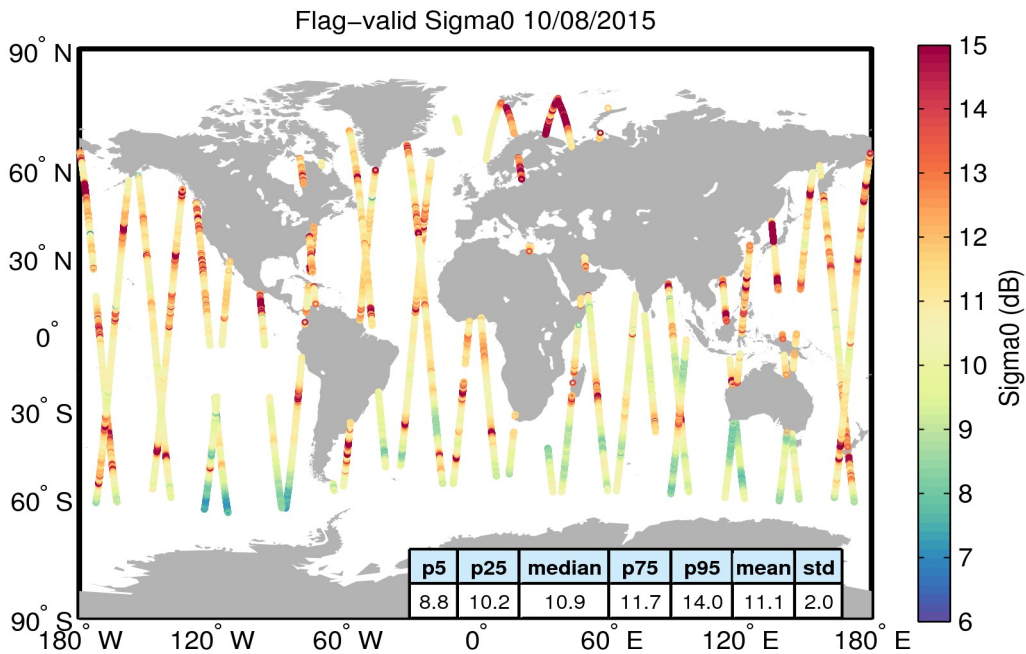 Flag−valid Sigma0 10/08/2015
90° N
60° N
30° N
0°
30° S
60° S
90° S
180° W
120° W
60° W
0°
60° E
120° E
180° E
15
14
13
12
11
10
9
8
7
6
Sigma0 (dB)
p5 p25 median p75 p95 mean std
8.8 10.2 10.9 11.7 14.0 11.1 2.0